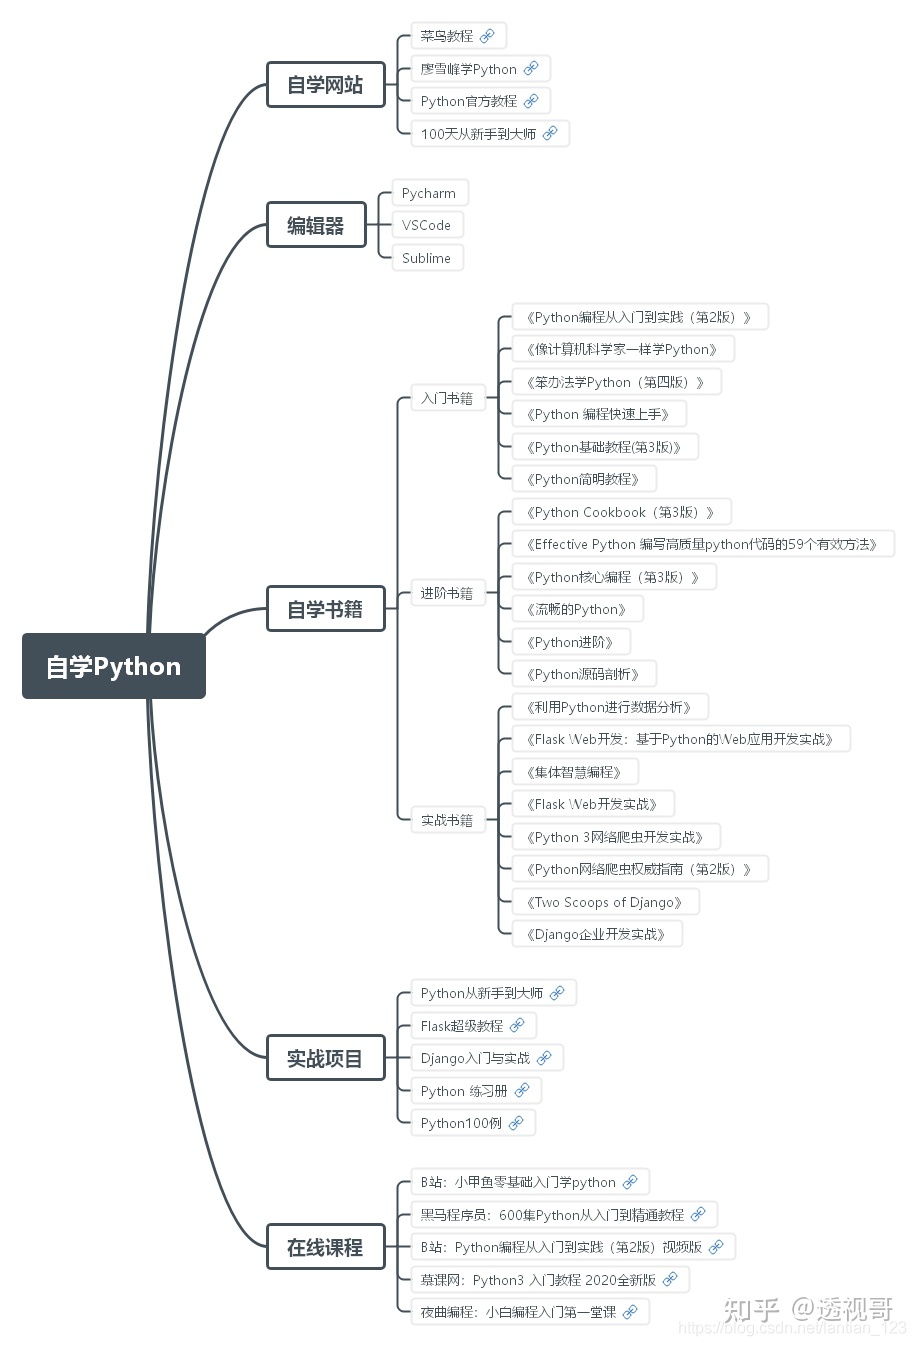 自学Python
自学网站
菜鸟教程
廖雪峰学Python
Python官方教程
100天从新手到大师
编辑器
Pycharm
VSCode
Sublime
自学书籍
入门书籍
《Python编程从入门到实践（第2版）》
《像计算机科学家一样学Python》
《笨办法学Python（第四版）》
《Python 编程快速上手》
《Python基础教程(第3版)》
《Python简明教程》
进阶书籍
《Python Cookbook（第3版）》
《Effective Python 编写高质量python代码的59个有效方法》
《Python核心编程（第3版）》
《流畅的Python》
《Python进阶》
《Python源码剖析》
实战书籍
《利用Python进行数据分析》
《Flask Web开发：基于Python的Web应用开发实战》
《集体智慧编程》
《Flask Web开发实战》
《Python 3网络爬虫开发实战》
《Python网络爬虫权威指南（第2版）》
《Two Scoops of Django》
《Django企业开发实战》
实战项目
Python从新手到大师
Flask超级教程
Django入门与实战
Python 练习册
Python100例
在线课程
B站：小甲鱼零基础入门学python
黑马程序员：600集Python从入门到精通教程
B站：Python编程从入门到实践（第2版）视频版
慕课网：Python3 入门教程 2020全新版
夜曲编程：小白编程入门第一堂课
知乎 @透视哥
https://blog.csdn.net/lantian_123